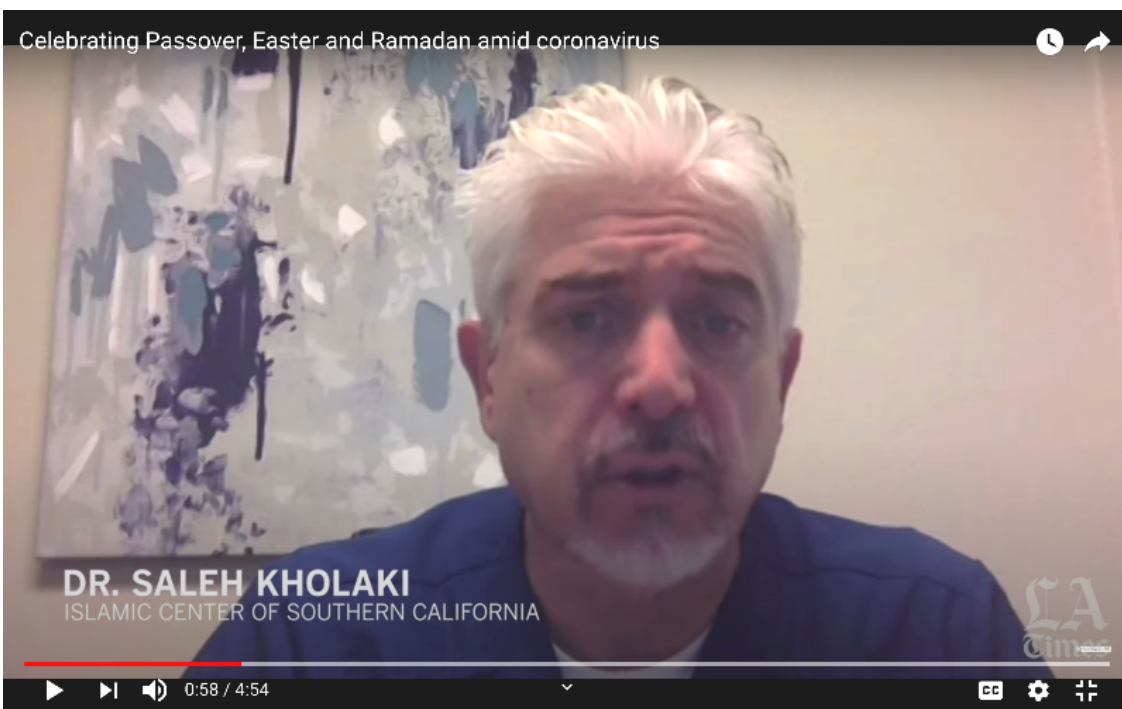 Celebrating Passover, Easter and Ramadan amid coronavirus
DR. SALEH KHOLAKI
ISLAMIC CENTER OF SOUTHERN CALIFORNIA
LA
Times
0:58 / 4:54
CC